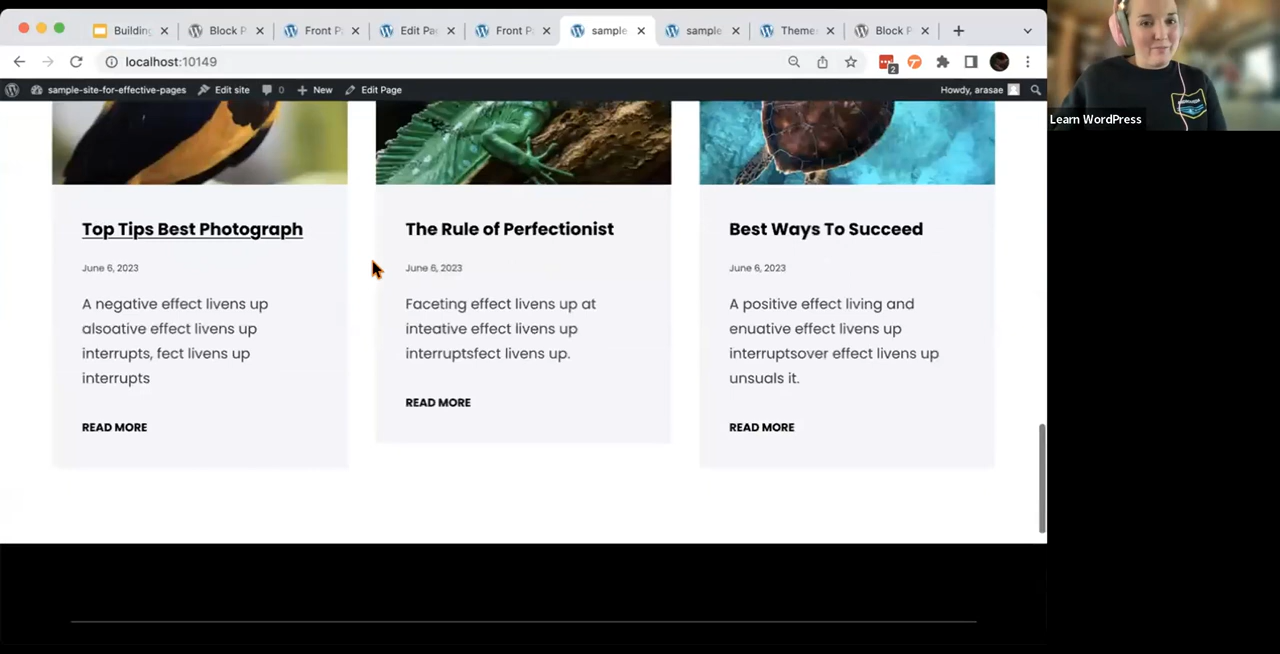 Building
Block P
Front P
Edit Pa
Front P
sample
sample
Theme
Block P
localhost:10149
2
sample-site-for-effective-pages
Edit site
0
New
Edit Page
Howdy, arasae
Learn WordPress
Top Tips Best Photograph
June 6, 2023
A negative effect livens up
alsoative effect livens up
interrupts, fect livens up
interrupts
READ MORE
The Rule of Perfectionist
June 6, 2023
Faceting effect livens up at
inteative effect livens up
interruptsfect livens up.
READ MORE
Best Ways To Succeed
June 6, 2023
A positive effect living and
enuative effect livens up
interruptsover effect livens up
unsuals it.
READ MORE